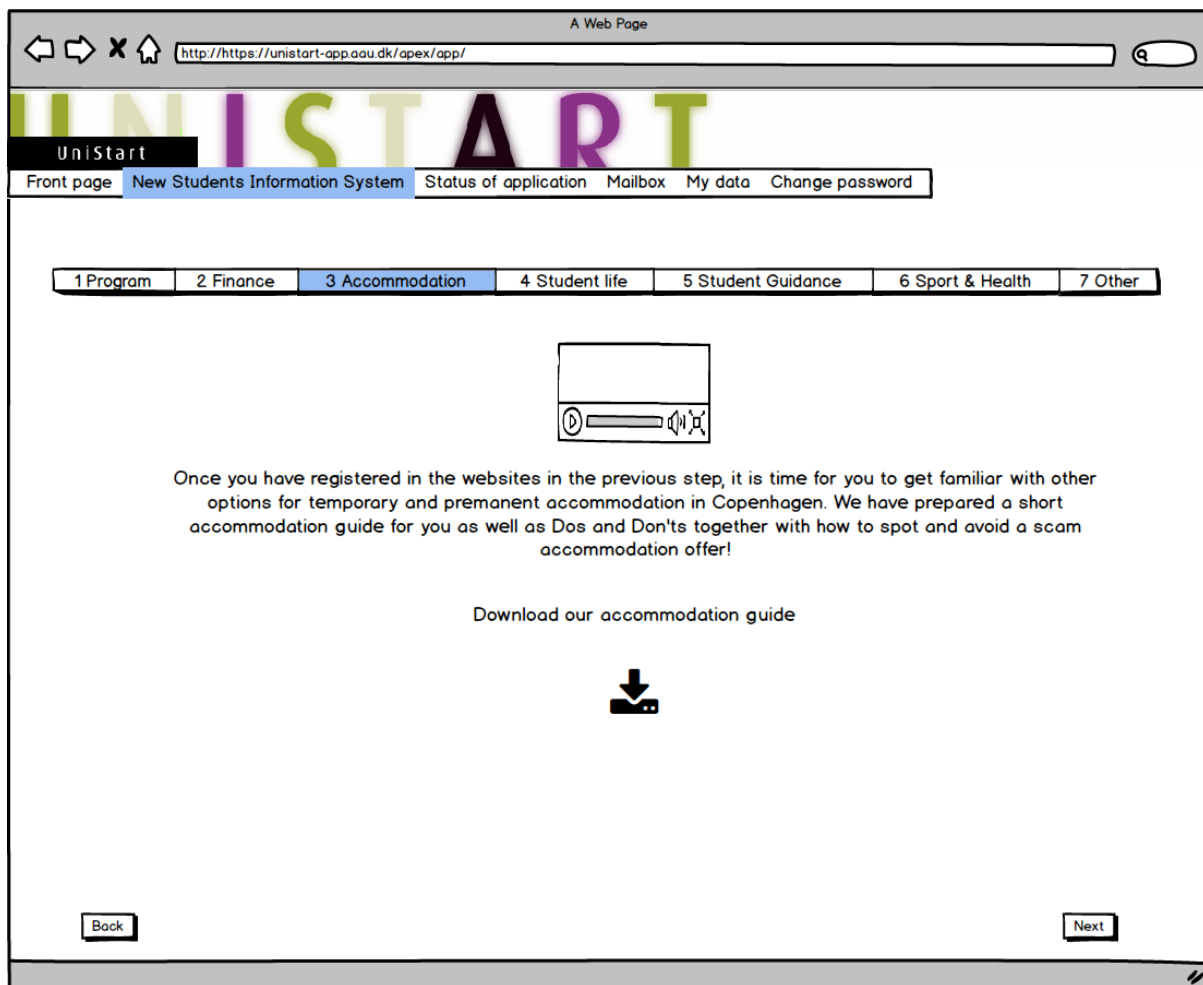 A Web Page
http://https://unistart-app.aau.dk/apex/app/
UNISTART
UniStart
Front page New Students Information System Status of application Mailbox My data Change password
1 Program 2 Finance 3 Accommodation 4 Student life 5 Student Guidance 6 Sport & Health 7 Other
Once you have registered in the websites in the previous step, it is time for you to get familiar with other
options for temporary and premanent accommodation in Copenhagen. We have prepared a short
accommodation guide for you as well as Dos and Don'ts together with how to spot and avoid a scam
accommodation offer!
Download our accommodation guide
Back Next